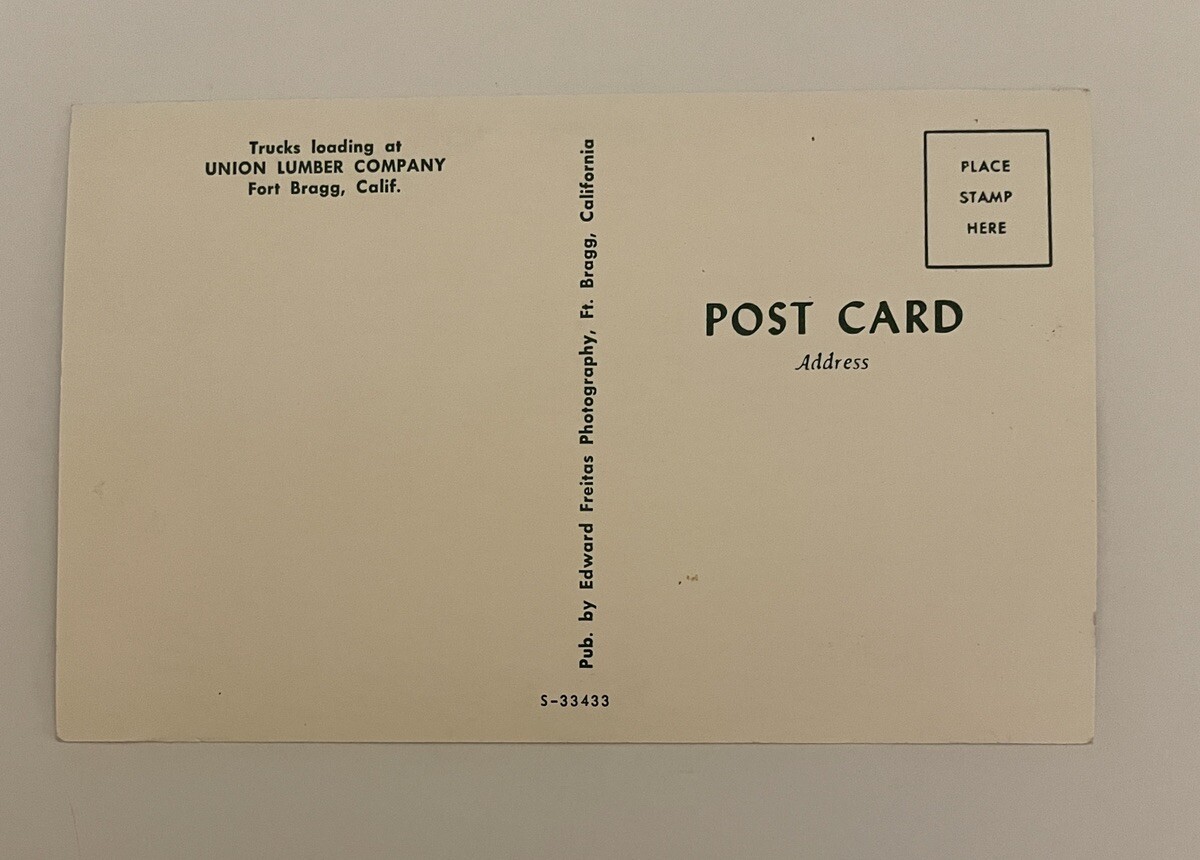 Trucks loading at
UNION LUMBER COMPANY
Fort Bragg, Calif.
Pub. by Edward Freitas Photography, Ft. Bragg, California
S-33433
PLACE
STAMP
HERE
POST CARD
Address